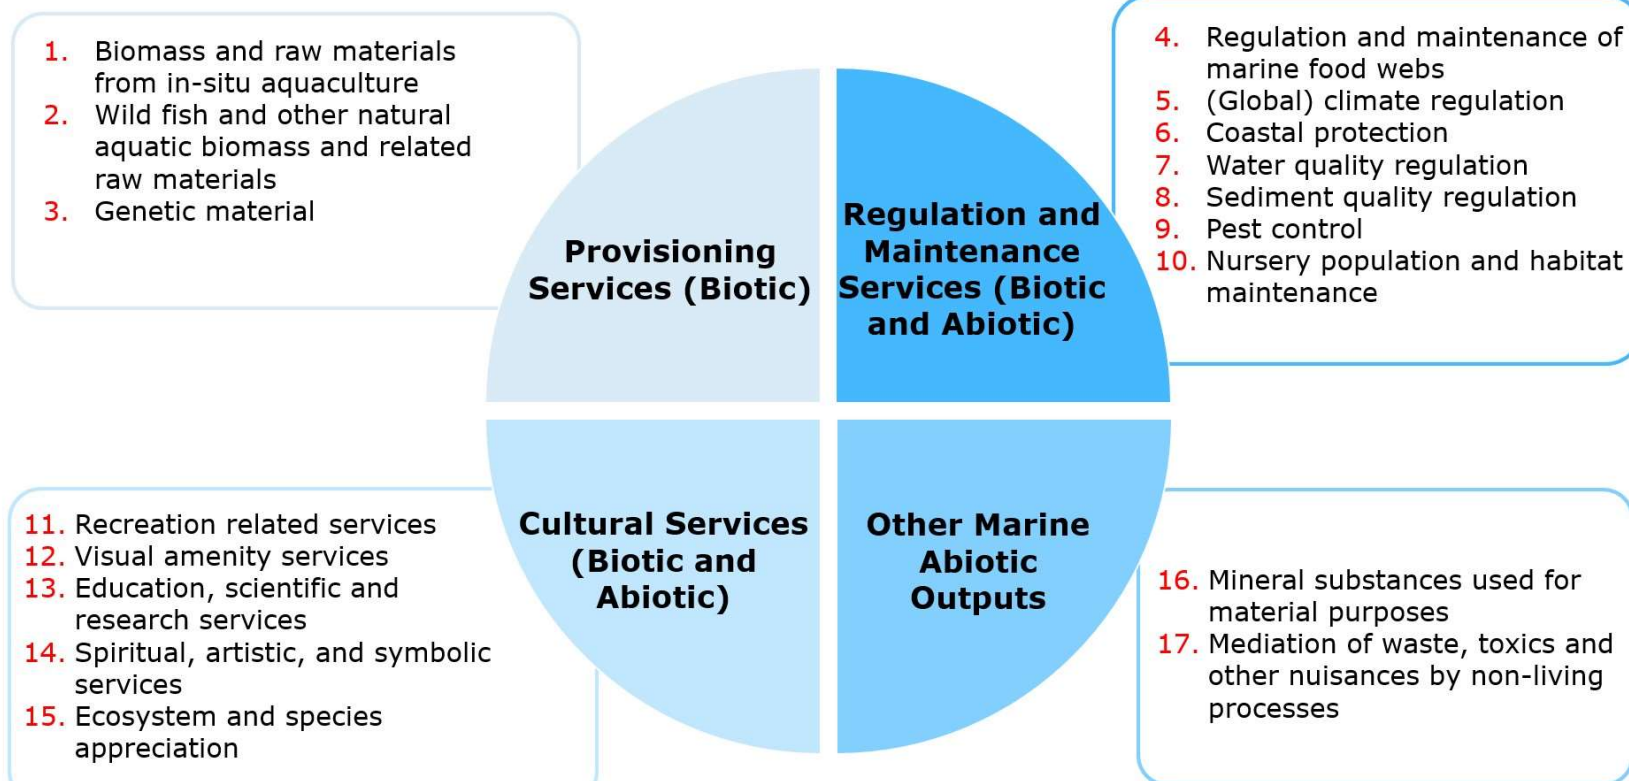 1. Biomass and raw materials
from in-situ aquaculture
2. Wild fish and other natural
aquatic biomass and related
raw materials
3. Genetic material
Provisioning
Services (Biotic)
Regulation and
Maintenance
Services (Biotic
and Abiotic)
4. Regulation and maintenance of
marine food webs
5. (Global) climate regulation
6. Coastal protection
7. Water quality regulation
8. Sediment quality regulation
9. Pest control
10. Nursery population and habitat
maintenance
11. Recreation related services
12. Visual amenity services
13. Education, scientific and
research services
14. Spiritual, artistic, and symbolic
services
15. Ecosystem and species
appreciation
Cultural Services
(Biotic and
Abiotic)
Other Marine
Abiotic
Outputs
16. Mineral substances used for
material purposes
17. Mediation of waste, toxics and
other nuisances by non-living
processes